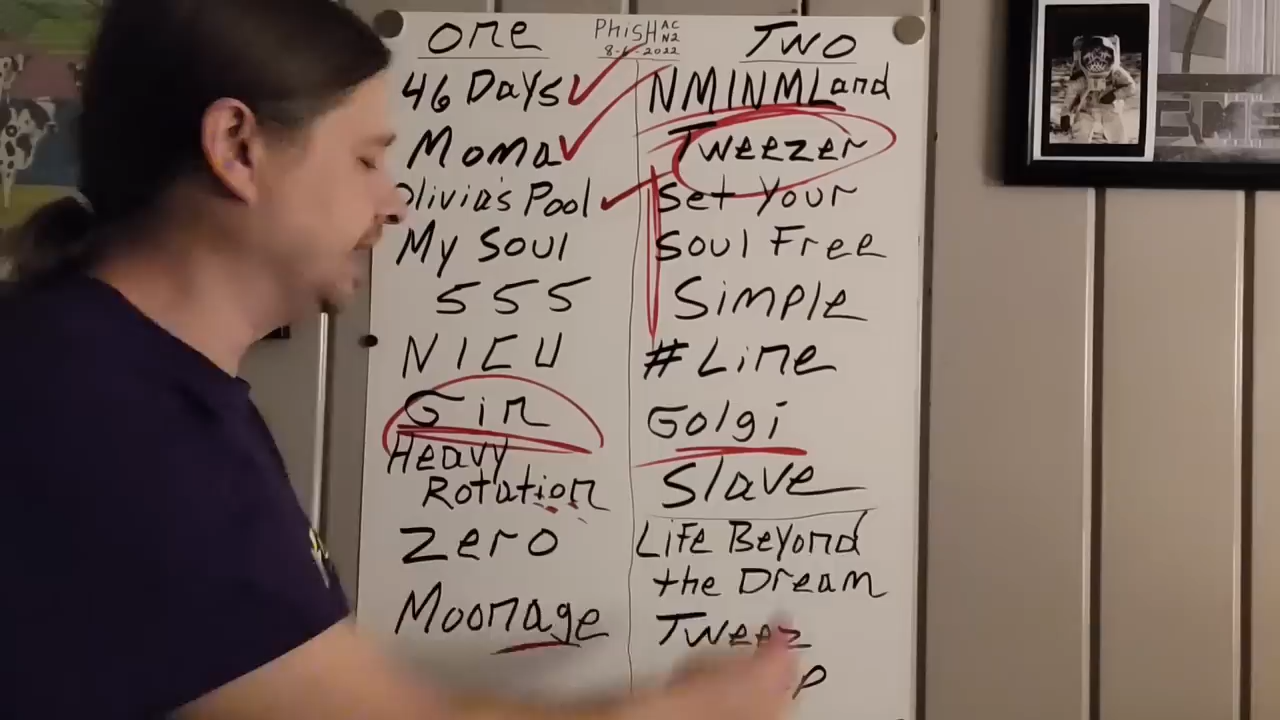 One
Phish AC
N2
8-6-2022
Two
46 Days
Moma
Olivia's Pool
My Soul
555
NICU
Gin
Heavy
Rotation
Zero
Moonage
NMINMLand
Tweezer
Set Your
Soul Free
Simple
#Line
Golgi
Slave
Life Beyond
the Dream
Tweez